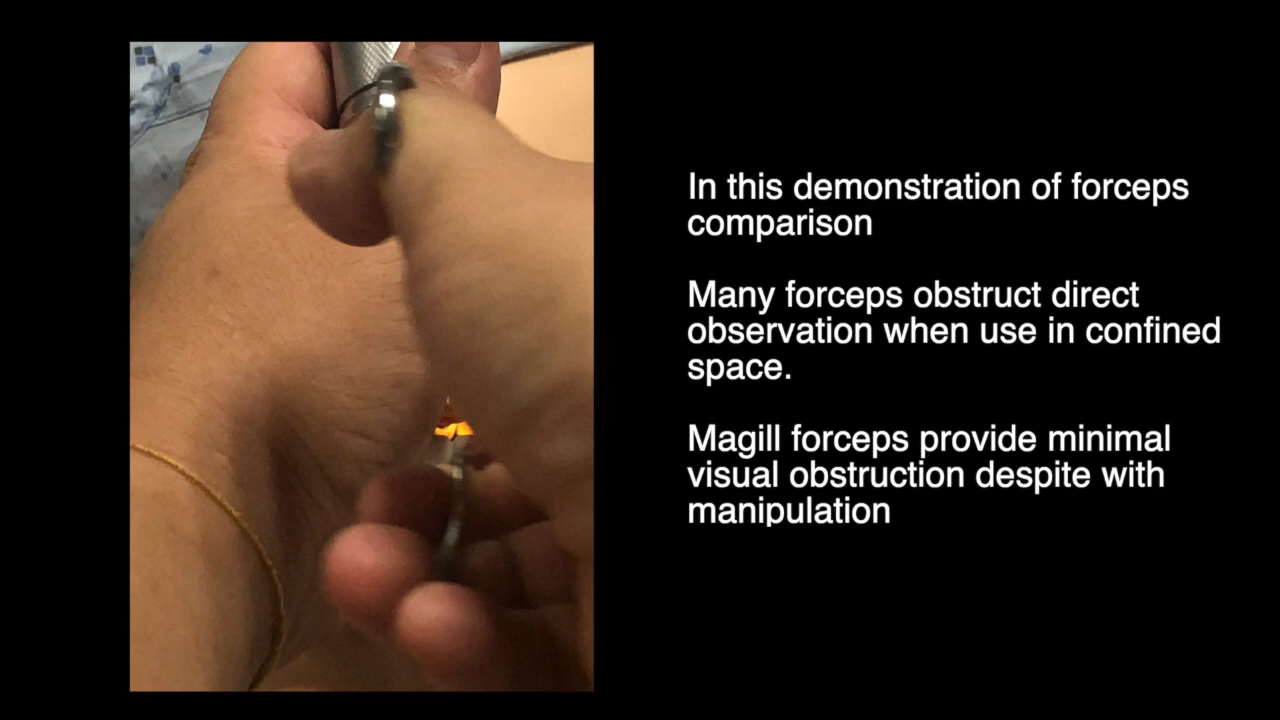 In this demonstration of forceps
comparison
Many forceps obstruct direct
observation when use in confined
space.
Magill forceps provide minimal
visual obstruction despite with
manipulation